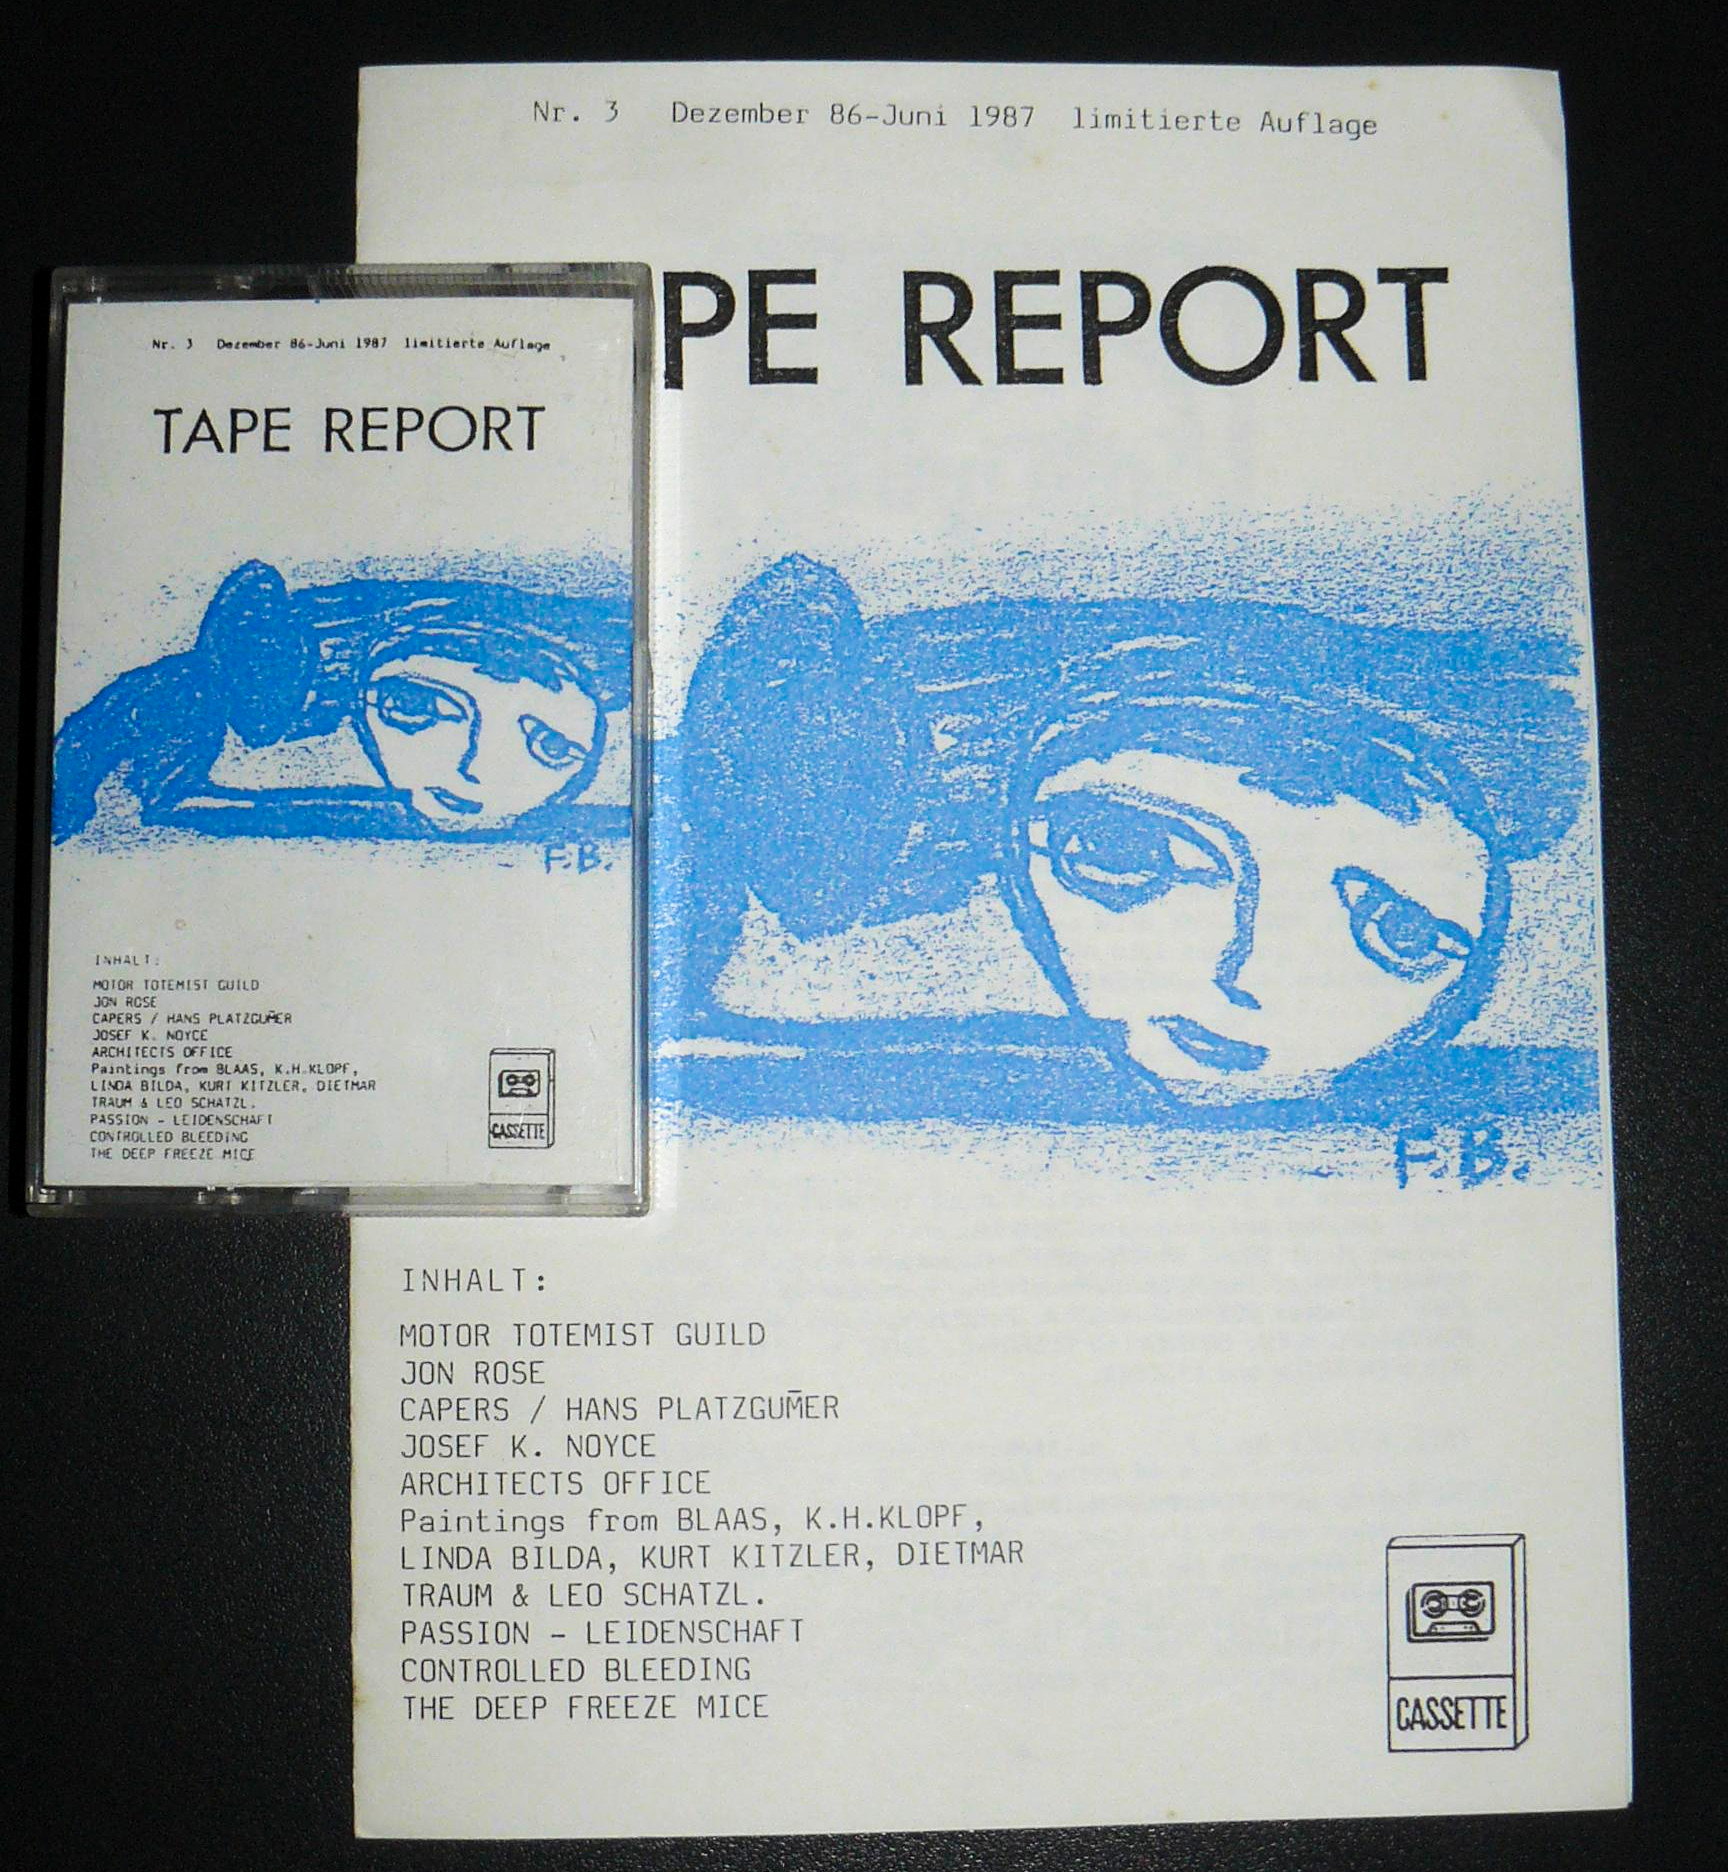 Nr. 3 Dezember 86-Juni 1987 limitierte Auflage
PE REPORT
F.B.
INHALT:
MOTOR TOTEMIST GUILD
JON ROSE
CAPERS / HANS PLATZGUM̅ER
JOSEF K. NOYCE
ARCHITECTS OFFICE
Paintings from BLAAS, K.H.KLOPF,
LINDA BILDA, KURT KITZLER, DIETMAR
TRAUM & LEO SCHATZL.
PASSION - LEIDENSCHAFT
CONTROLLED BLEEDING
THE DEEP FREEZE MICE
CASSETTE
Nr. 3 Dezember 86-Juni 1987 limitierte Auflage
TAPE REPORT
F.B.
INHALT:
MOTOR TOTEMIST GUILD
JON ROSE
CAPERS / HANS PLATZGUM̅ER
JOSEF K. NOYCE
ARCHITECTS OFFICE
Paintings from BLAAS, K.H.KLOPF,
LINDA BILDA, KURT KITZLER, DIETMAR
TRAUM & LEO SCHATZL.
PASSION - LEIDENSCHAFT
CONTROLLED BLEEDING
THE DEEP FREEZE MICE
CASSETTE